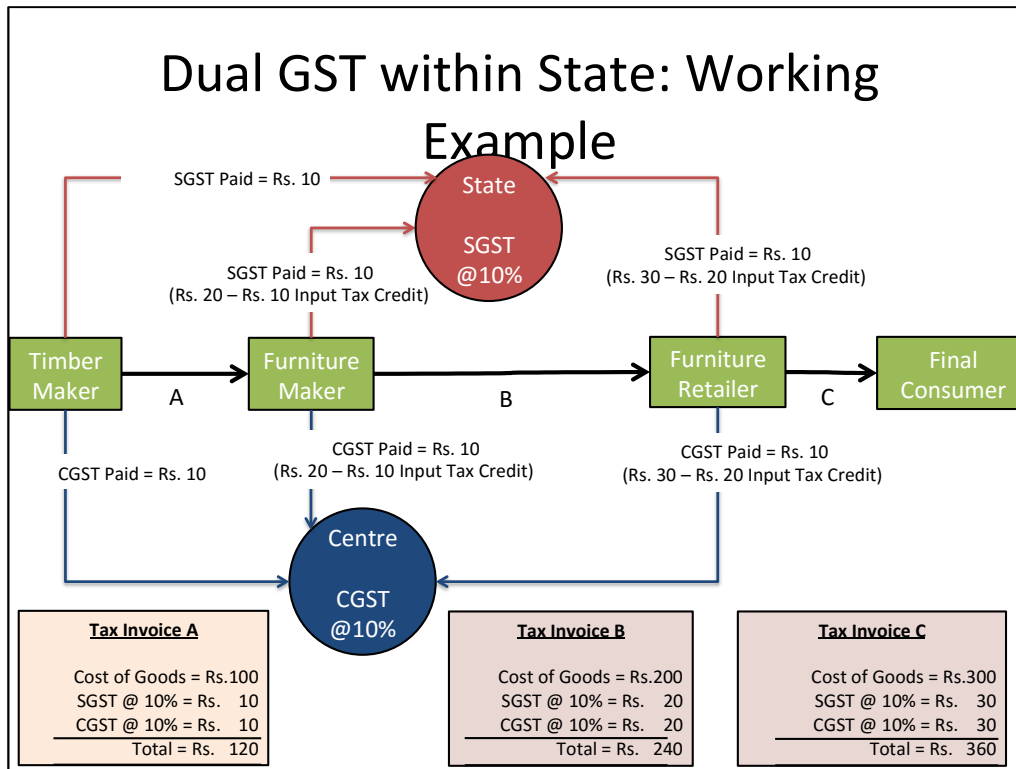 Dual GST within State: Working
Example
SGST Paid = Rs. 10
State
SGST
@10%
SGST Paid = Rs. 10
(Rs. 20 – Rs. 10 Input Tax Credit)
SGST Paid = Rs. 10
(Rs. 30 – Rs. 20 Input Tax Credit)
Timber
Maker
A
Furniture
Maker
B
Furniture
Retailer
C
Final
Consumer
CGST Paid = Rs. 10
CGST Paid = Rs. 10
(Rs. 20 – Rs. 10 Input Tax Credit)
CGST Paid = Rs. 10
(Rs. 30 – Rs. 20 Input Tax Credit)
Centre
CGST
@10%
Tax Invoice A
Cost of Goods = Rs.100
SGST @ 10% = Rs. 10
CGST @ 10% = Rs. 10
Total = Rs. 120
Tax Invoice B
Cost of Goods = Rs.200
SGST @ 10% = Rs. 20
CGST @ 10% = Rs. 20
Total = Rs. 240
Tax Invoice C
Cost of Goods = Rs.300
SGST @ 10% = Rs. 30
CGST @ 10% = Rs. 30
Total = Rs. 360